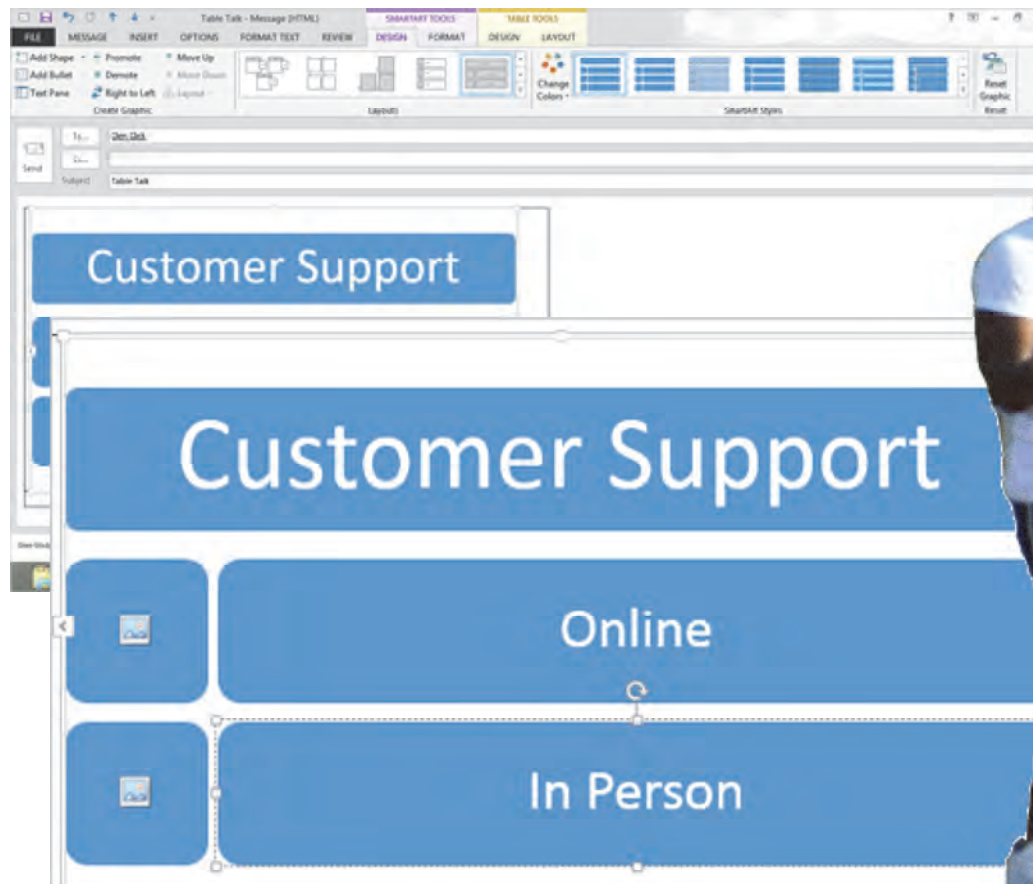 Table Talk - Message (HTML) SMARTART TOOLS TABLE TOOLS ?
FILE MESSAGE INSERT OPTIONS FORMAT TEXT REVIEW DESIGN FORMAT DESIGN LAYOUT
Add Shape Promote Move Up
Add Bullet Demote Move Down
Text Pane Right to Left Layout
Change Colors
Reset Graphic
Create Graphic Layouts SmartArt Styles Reset
To...
Cc...
Send
Subject Table Talk
Customer Support
Customer Support
Online
In Person